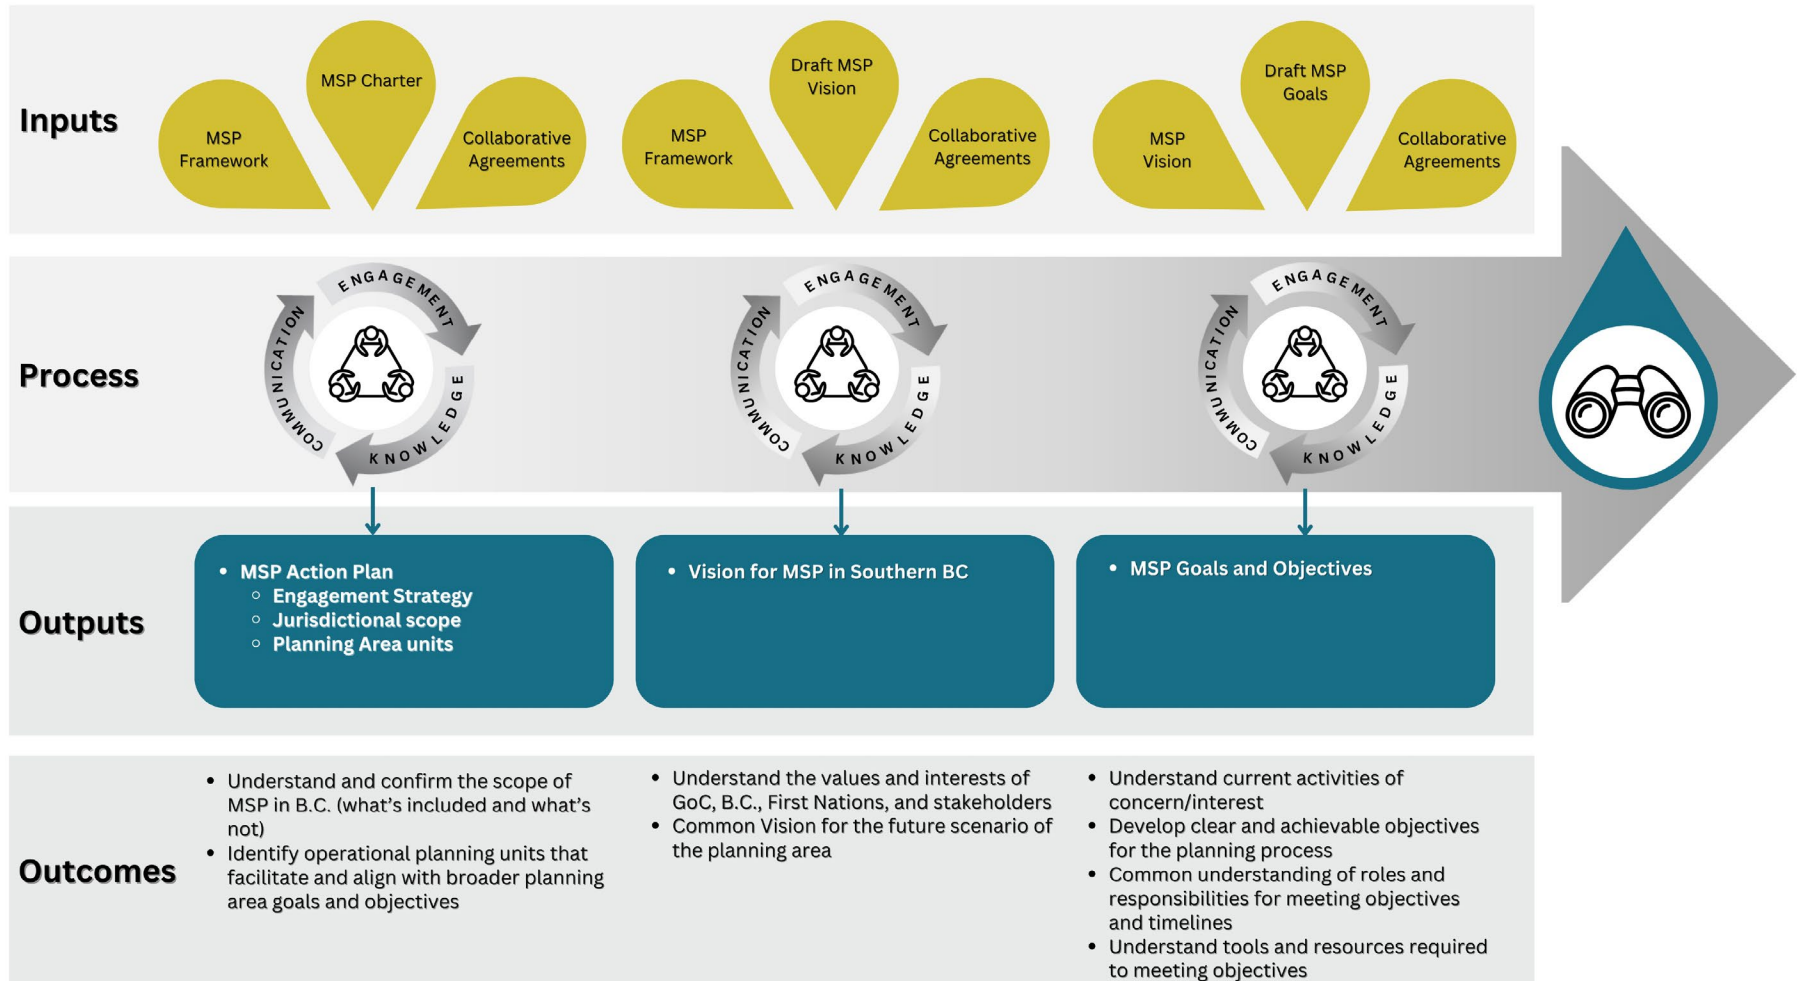 Inputs
MSP
Framework
MSP Charter
Collaborative
Agreements
MSP
Framework
Draft MSP
Vision
Collaborative
Agreements
MSP
Vision
Draft MSP
Goals
Collaborative
Agreements
Process
ENGAGEMENT
KNOWLEDGE
COMMUNICATION
ENGAGEMENT
KNOWLEDGE
COMMUNICATION
ENGAGEMENT
KNOWLEDGE
COMMUNICATION
Outputs
• MSP Action Plan
○ Engagement Strategy
○ Jurisdictional scope
○ Planning Area units
• Vision for MSP in Southern BC
• MSP Goals and Objectives
Outcomes
• Understand and confirm the scope of
MSP in B.C. (what's included and what's
not)
• Identify operational planning units that
facilitate and align with broader planning
area goals and objectives
• Understand the values and interests of
GoC, B.C., First Nations, and stakeholders
• Common Vision for the future scenario of
the planning area
• Understand current activities of
concern/interest
• Develop clear and achievable objectives
for the planning process
• Common understanding of roles and
responsibilities for meeting objectives
and timelines
• Understand tools and resources required
to meeting objectives